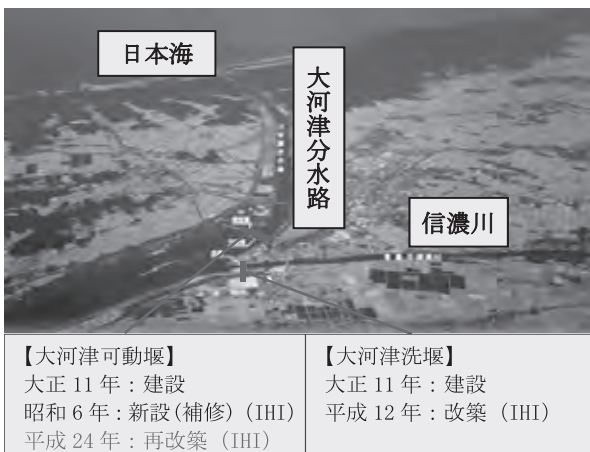 日本海
大河津分水路
信濃川
【大河津可動堰】
大正 11 年：建設
昭和 6 年：新設(補修) (IHI)
平成 24 年：再改築 (IHI)
【大河津洗堰】
大正 11 年：建設
平成 12 年：改築 (IHI)